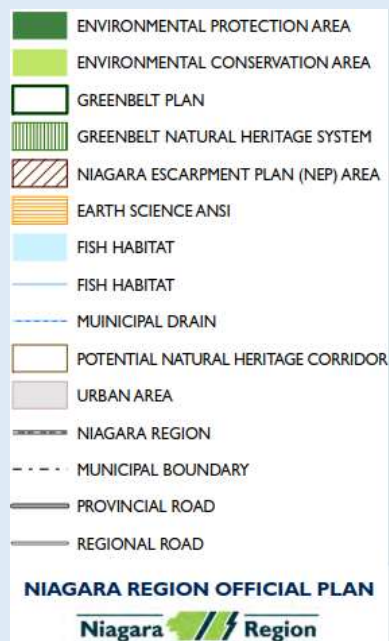 ENVIRONMENTAL PROTECTION AREA
ENVIRONMENTAL CONSERVATION AREA
GREENBELT PLAN
GREENBELT NATURAL HERITAGE SYSTEM
NIAGARA ESCARPMENT PLAN (NEP) AREA
EARTH SCIENCE ANSI
FISH HABITAT
FISH HABITAT
MUINICIPAL DRAIN
POTENTIAL NATURAL HERITAGE CORRIDOR
URBAN AREA
NIAGARA REGION
MUNICIPAL BOUNDARY
PROVINCIAL ROAD
REGIONAL ROAD
NIAGARA REGION OFFICIAL PLAN
Niagara Region